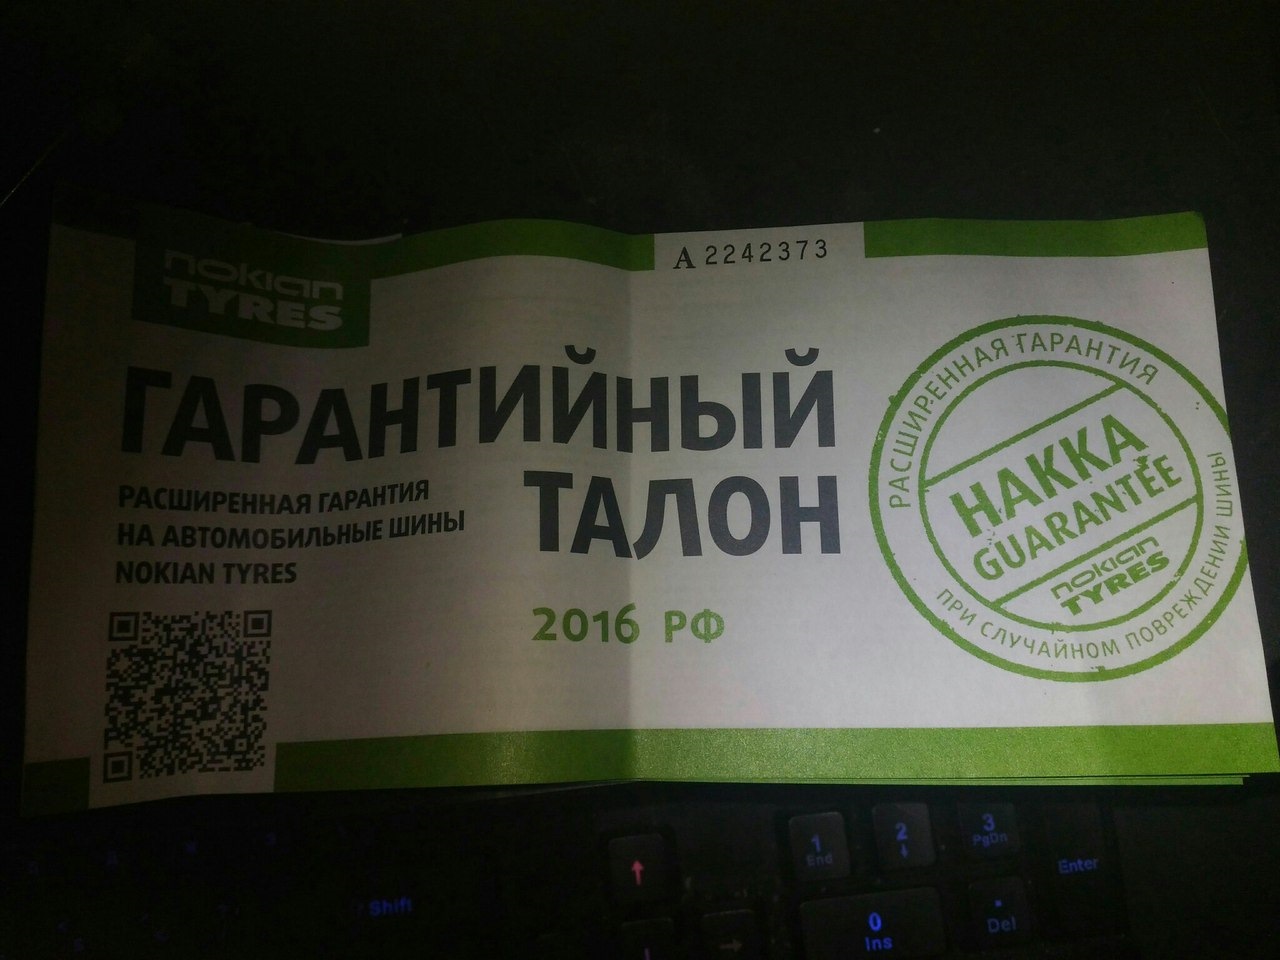 NOKIAN
TYRES
A 2242373
ГАРАНТИЙНЫЙ
ТАЛОН
РАСШИРЕННАЯ ГАРАНТИЯ
НА АВТОМОБИЛЬНЫЕ ШИНЫ
NOKIAN TYRES
2016 РФ
РАСШИРЕННАЯ ГАРАНТИЯ
HAKKA
GUARANTEE
NOKIAN
TYRES
ПРИ СЛУЧАЙНОМ ПОВРЕЖДЕНИИ ШИНЫ
1
End
2
↓
3
PgDn
Enter
Shift
↑
0
Ins
.
Del
→